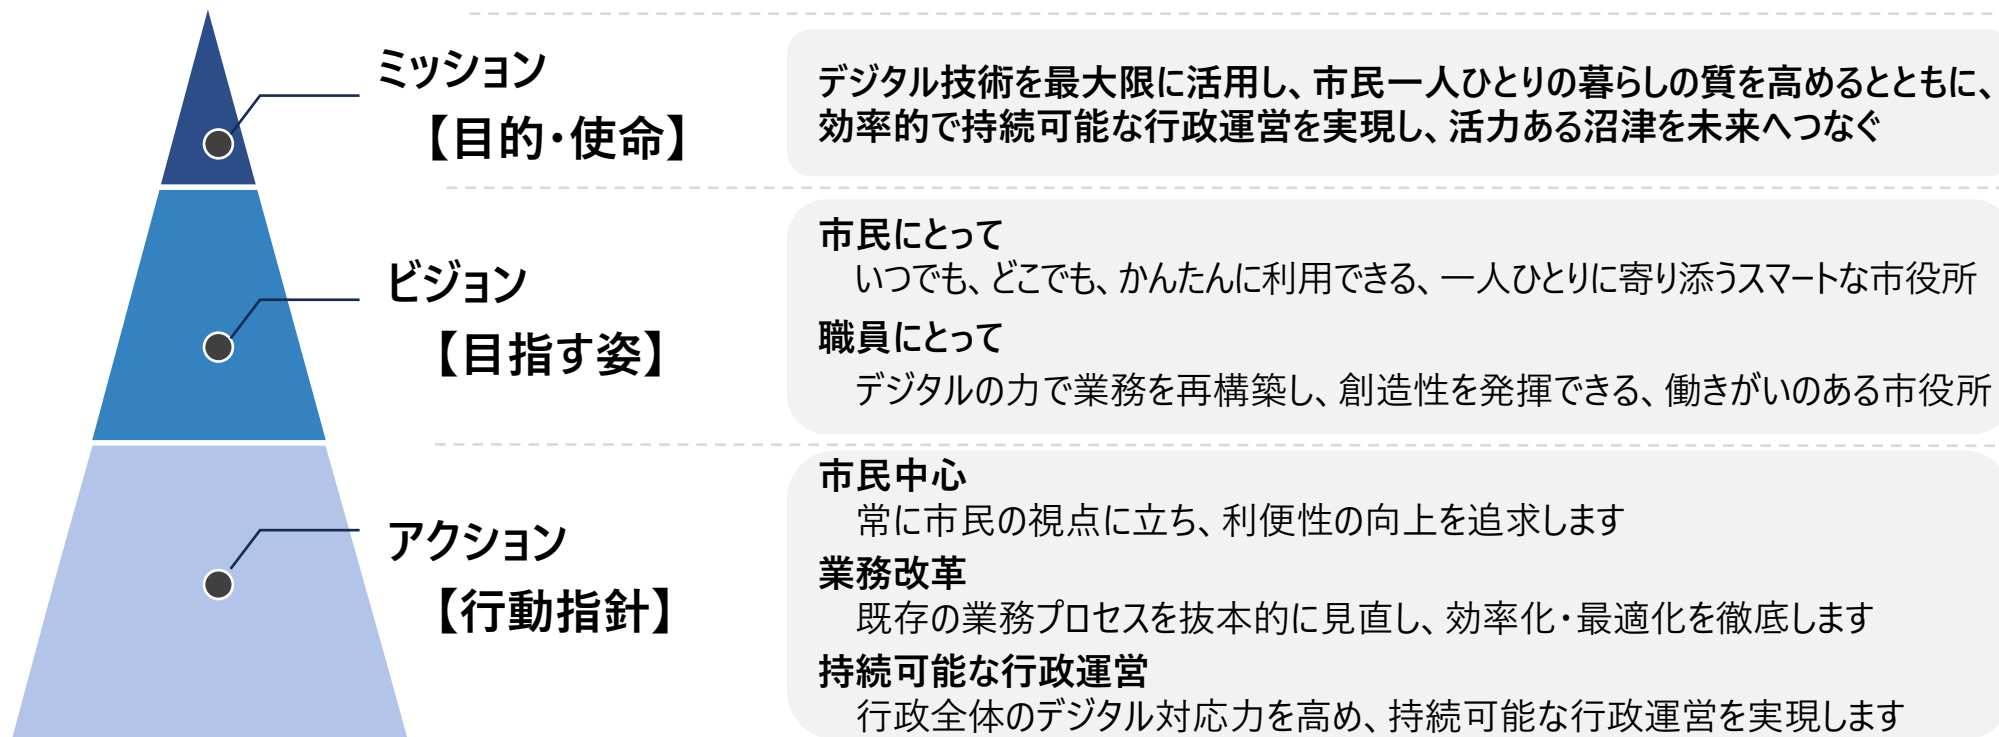 ミッション
【目的・使命】
デジタル技術を最大限に活用し、市民一人ひとりの暮らしの質を高めるとともに、
効率的で持続可能な行政運営を実現し、活力ある沼津を未来へつなぐ
ビジョン
【目指す姿】
市民にとって
いつでも、どこでも、かんたんに利用できる、一人ひとりに寄り添うスマートな市役所
職員にとって
デジタルの力で業務を再構築し、創造性を発揮できる、働きがいのある市役所
アクション
【行動指針】
市民中心
常に市民の視点に立ち、利便性の向上を追求します
業務改革
既存の業務プロセスを抜本的に見直し、効率化・最適化を徹底します
持続可能な行政運営
行政全体のデジタル対応力を高め、持続可能な行政運営を実現します